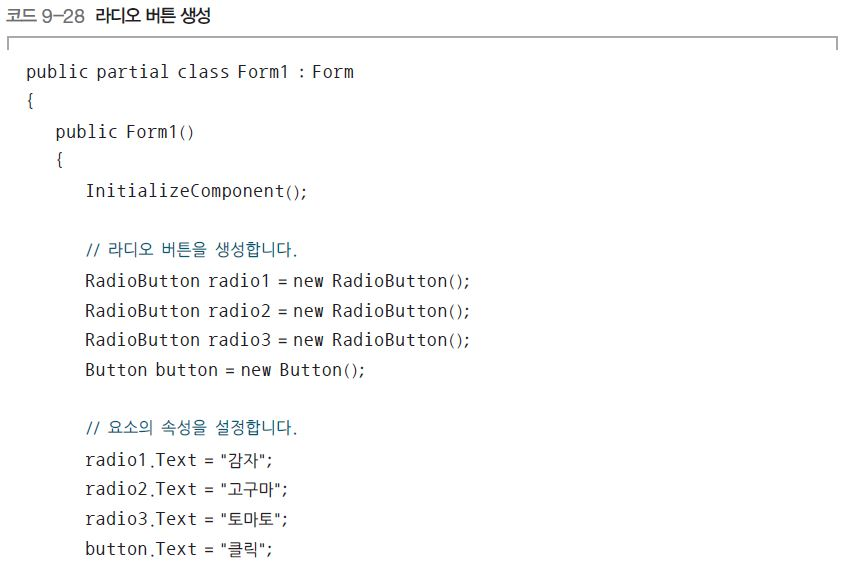 코드 9-28 라디오 버튼 생성
public partial class Form1 : Form
{
public Form1()
{
InitializeComponent();
// 라디오 버튼을 생성합니다.
RadioButton radio1 = new RadioButton();
RadioButton radio2 = new RadioButton();
RadioButton radio3 = new RadioButton();
Button button = new Button();
// 요소의 속성을 설정합니다.
radio1.Text = "감자";
radio2.Text = "고구마";
radio3.Text = "토마토";
button.Text = "클릭";